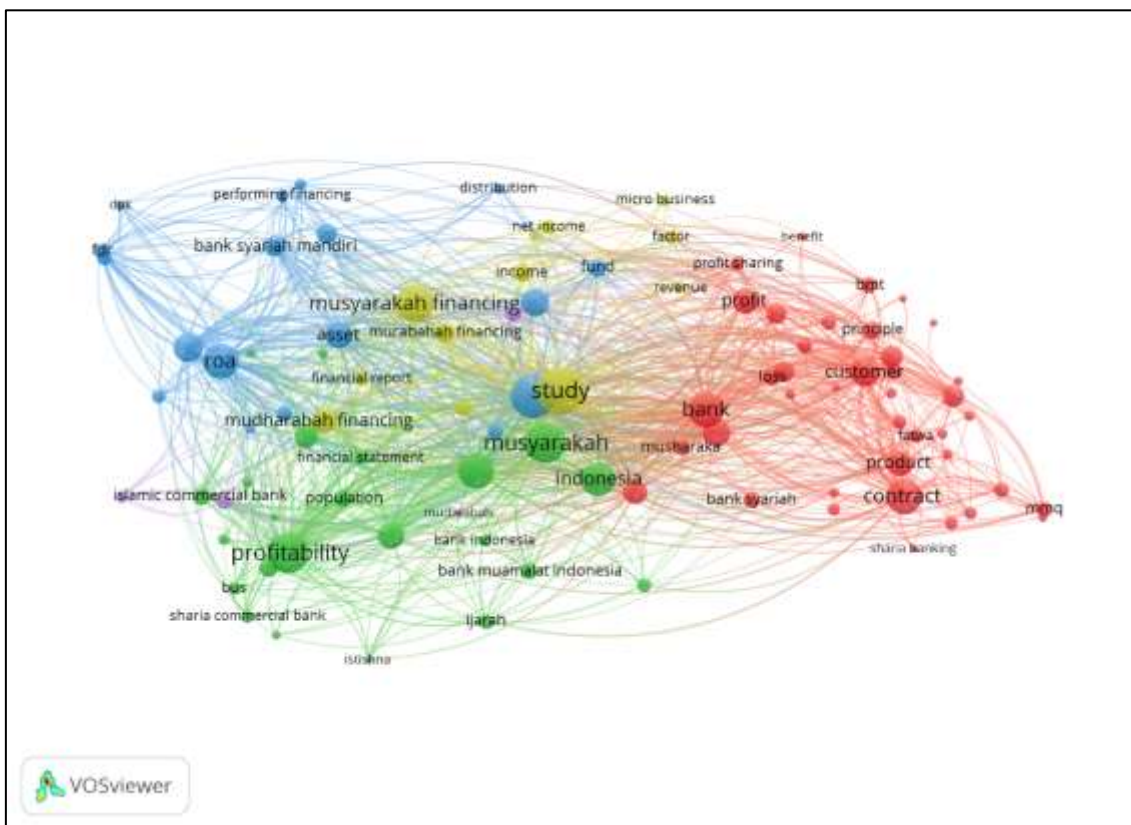 performing financing
distribution
micro business
npf
bank syariah mandiri
net income
factor
benefit
fdr
income
fund
profit sharing
musyarakah financing
revenue
profit
bmt
asset
murabahah financing
principle
roa
financial report
study
loss
customer
mudharabah financing
bank
musyarakah
musharaka
fatwa
financial statement
indonesia
product
islamic commercial bank
population
bank syariah
contract
mmq
bank indonesia
profitability
sharia banking
bus
bank muamalat indonesia
sharia commercial bank
ijarah
istishna
VOSviewer